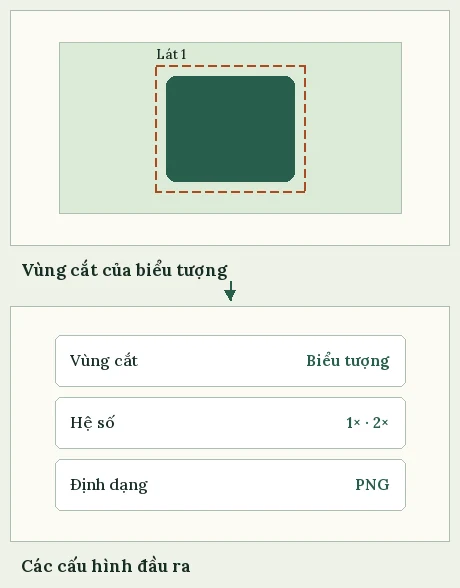 Lát 1
Vùng cắt của biểu tượng
Vùng cắt Biểu tượng
Hệ số 1× · 2×
Định dạng PNG
Các cấu hình đầu ra